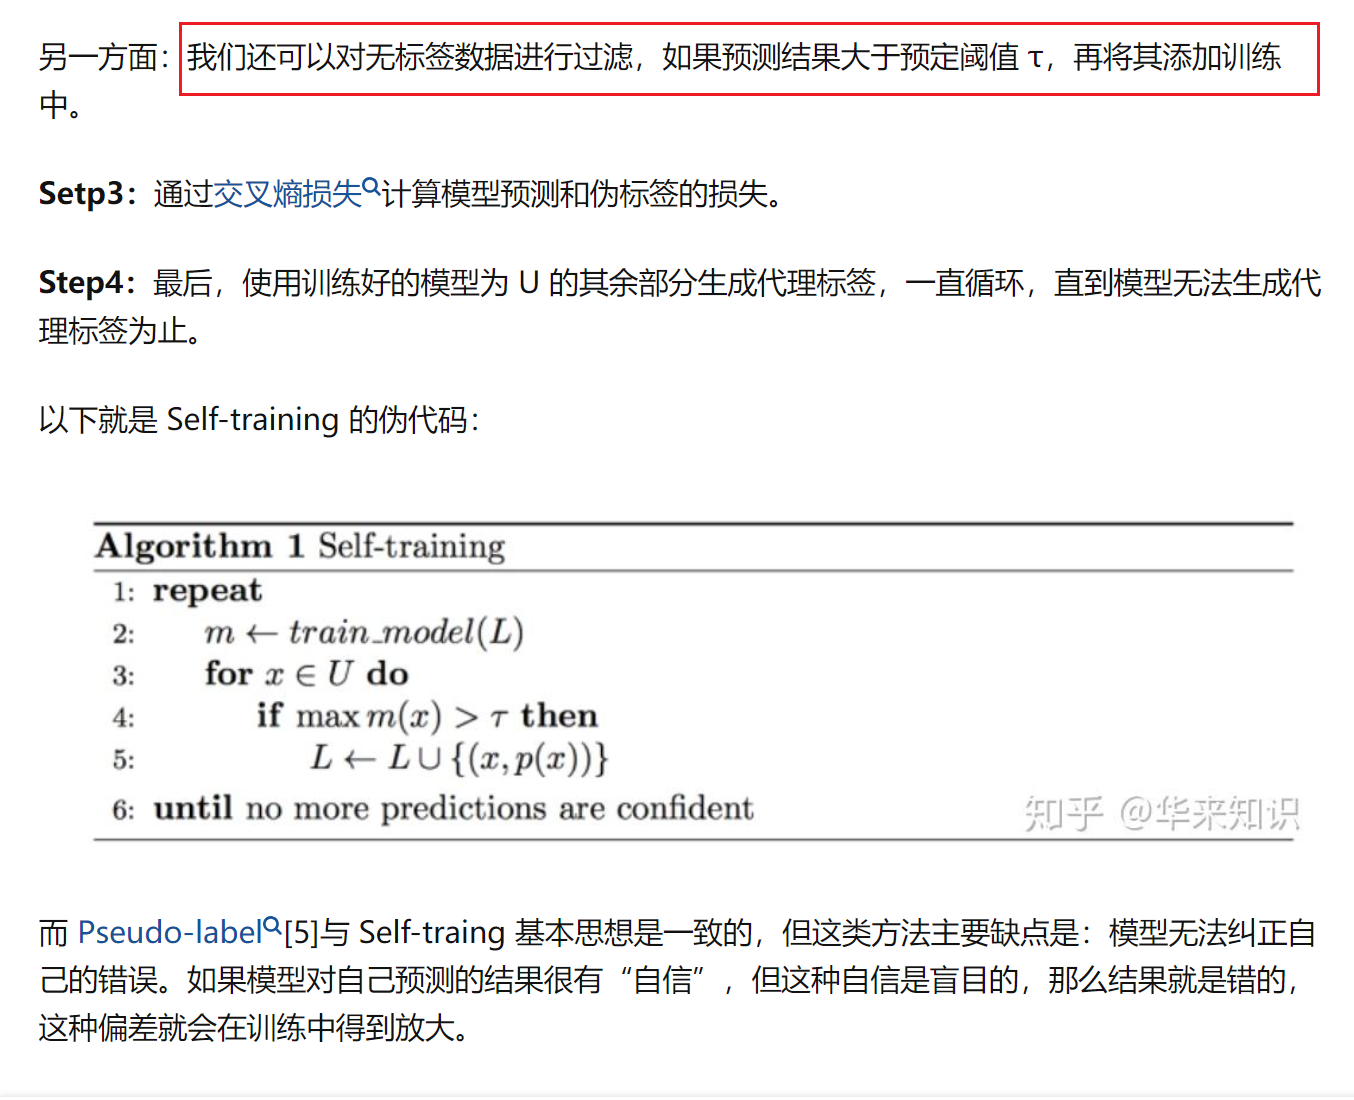 另一方面：我们还可以对无标签数据进行过滤，如果预测结果大于预定阈值 τ，再将其添加训练
中。
Setp3：通过交叉熵损失计算模型预测和伪标签的损失。
Step4：最后，使用训练好的模型为 U 的其余部分生成代理标签，一直循环，直到模型无法生成代
理标签为止。
以下就是 Self-training 的伪代码：
Algorithm 1 Self-training
1: repeat
2: m ← train_model(L)
3: for x ∈ U do
4: if max m(x) > τ then
5: L ← L ∪ {(x, p(x))}
6: until no more predictions are confident
知乎 @华来知识
而 Pseudo-label[5]与 Self-traing 基本思想是一致的，但这类方法主要缺点是：模型无法纠正自
己的错误。如果模型对自己预测的结果很有“自信”，但这种自信是盲目的，那么结果就是错的，
这种偏差就会在训练中得到放大。